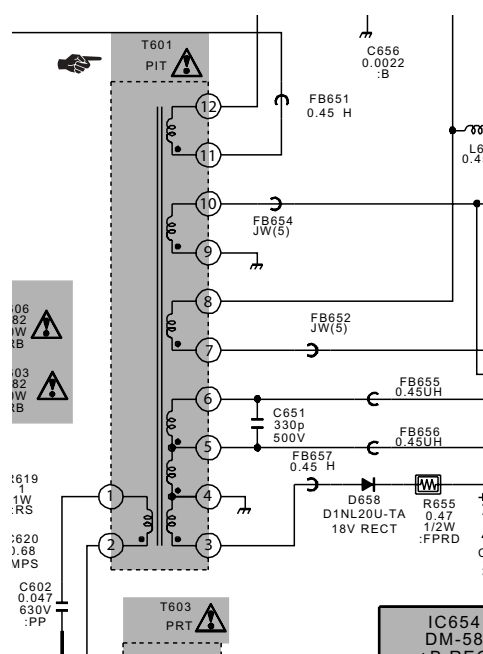 T601
PIT
C656
0.0022
:B
12
FB651
0.45 H
11
10
FB654
JW(5)
9
8
FB652
JW(5)
7
6
FB655
0.45UH
C651
330p
500V
5
FB656
0.45UH
FB657
0.45 H
1
4
D658
D1NL20U-TA
18V RECT
R655
0.47
1/2W
:FPRD
2
3
C602
0.047
630V
:PP
T603
PRT
IC654
DM-58